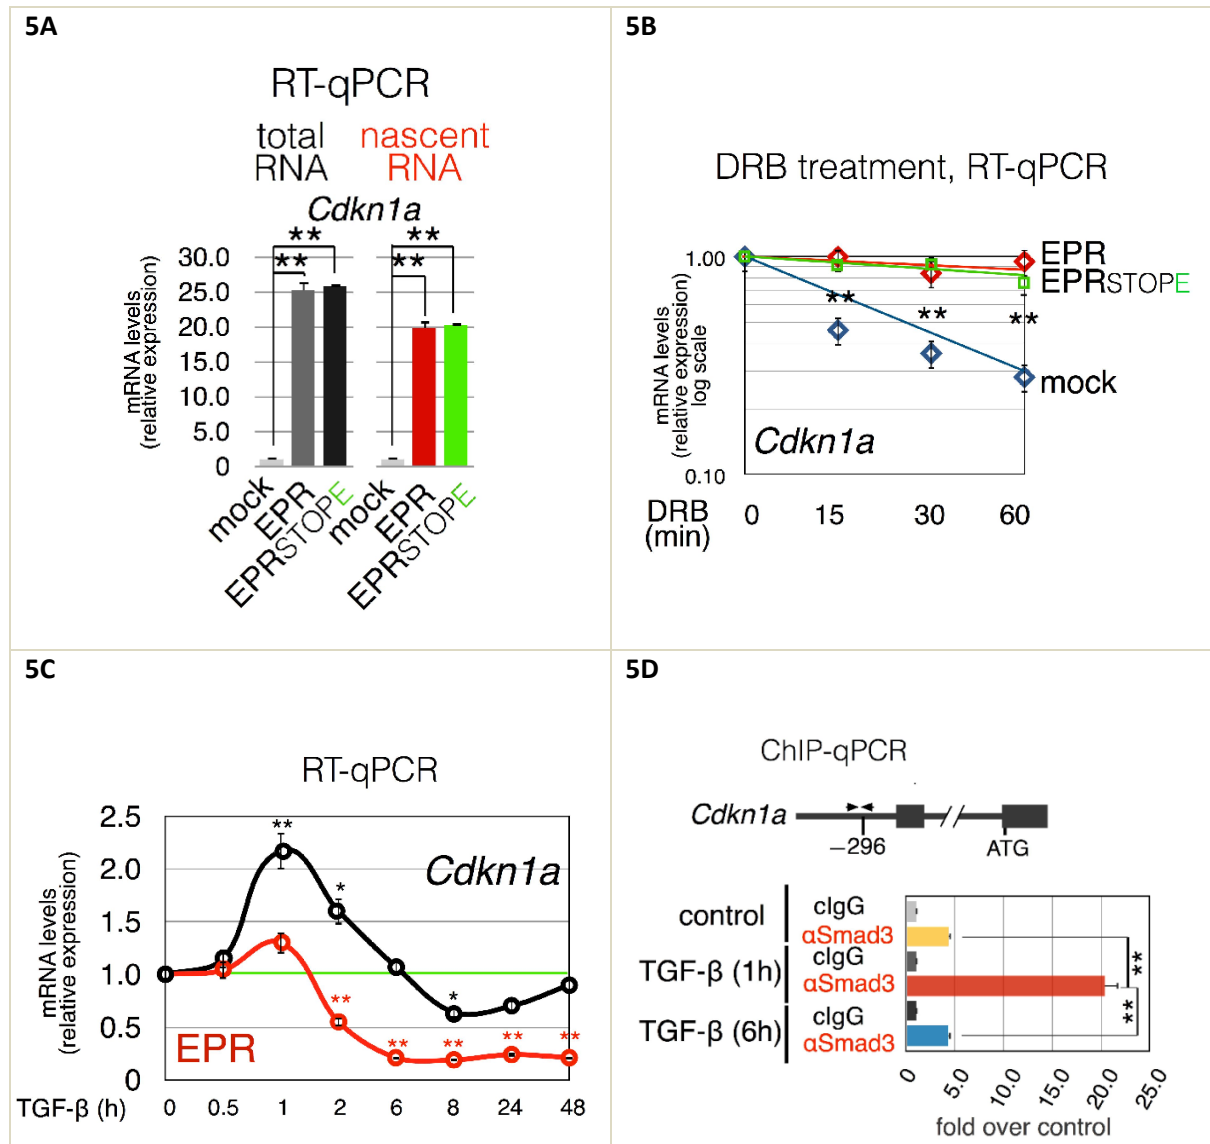 5A
RT-qPCR
total RNA
nascent RNA
Cdkn1a
** **
** **
mRNA levels
(relative expression)
30.0
25.0
20.0
15.0
10.0
5.0
0
mock
EPR
EPRSTOPE
mock
EPR
EPRSTOPE
5B
DRB treatment, RT-qPCR
mRNA levels
(relative expression)
log scale
1.00
0.10
EPR
EPRSTOPE
mock
** ** **
Cdkn1a
DRB (min)
0 15 30 60
5C
RT-qPCR
mRNA levels
(relative expression)
2.5
2.0
1.5
1.0
0.5
0
** * *
Cdkn1a
** ** ** ** **
EPR
TGF-β (h) 0 0.5 1 2 6 8 24 48
5D
ChIP-qPCR
Cdkn1a
–296
ATG
control
cIgG
αSmad3
TGF-β (1h)
cIgG
αSmad3
TGF-β (6h)
cIgG
αSmad3
**
**
0 5.0 10.0 15.0 20.0 25.0
fold over control